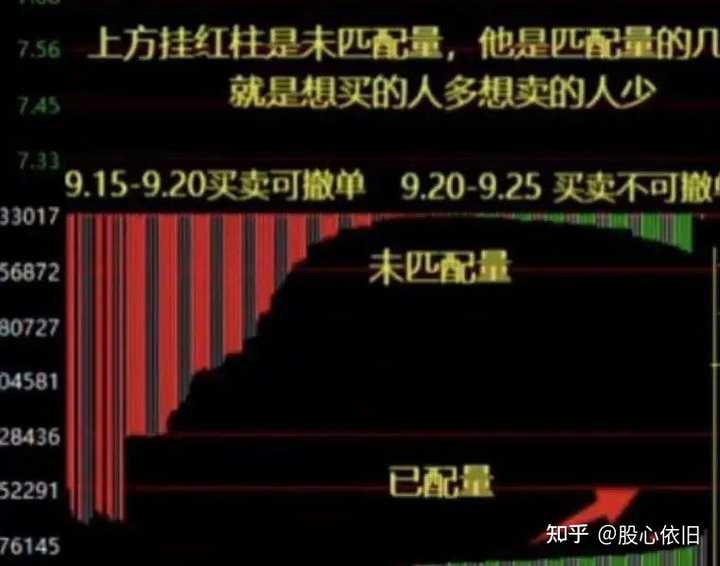 7.56
上方挂红柱是未匹配量，他是匹配量的几
7.45
就是想买的人多想卖的人少
7.33
9.15-9.20买卖可撤单 9.20-9.25 买卖不可撤
33017
56872
未匹配量
80727
04581
28436
已配量
52291
76145
知乎 @股心依旧